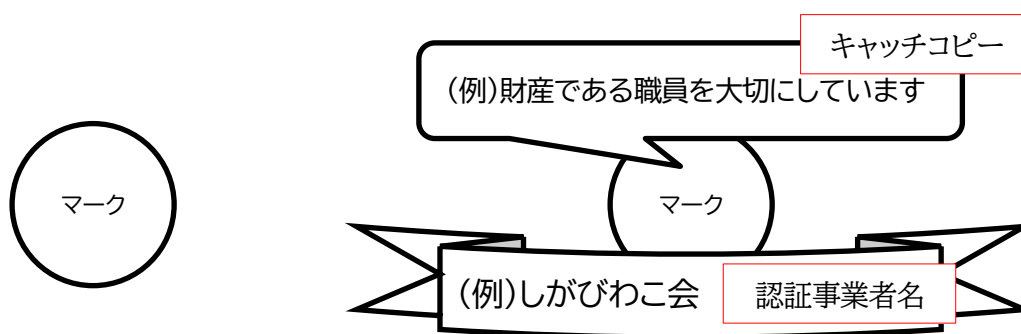 キャッチコピー
(例)財産である職員を大切にしています
マーク
マーク
(例)しがびわこ会
認証事業者名